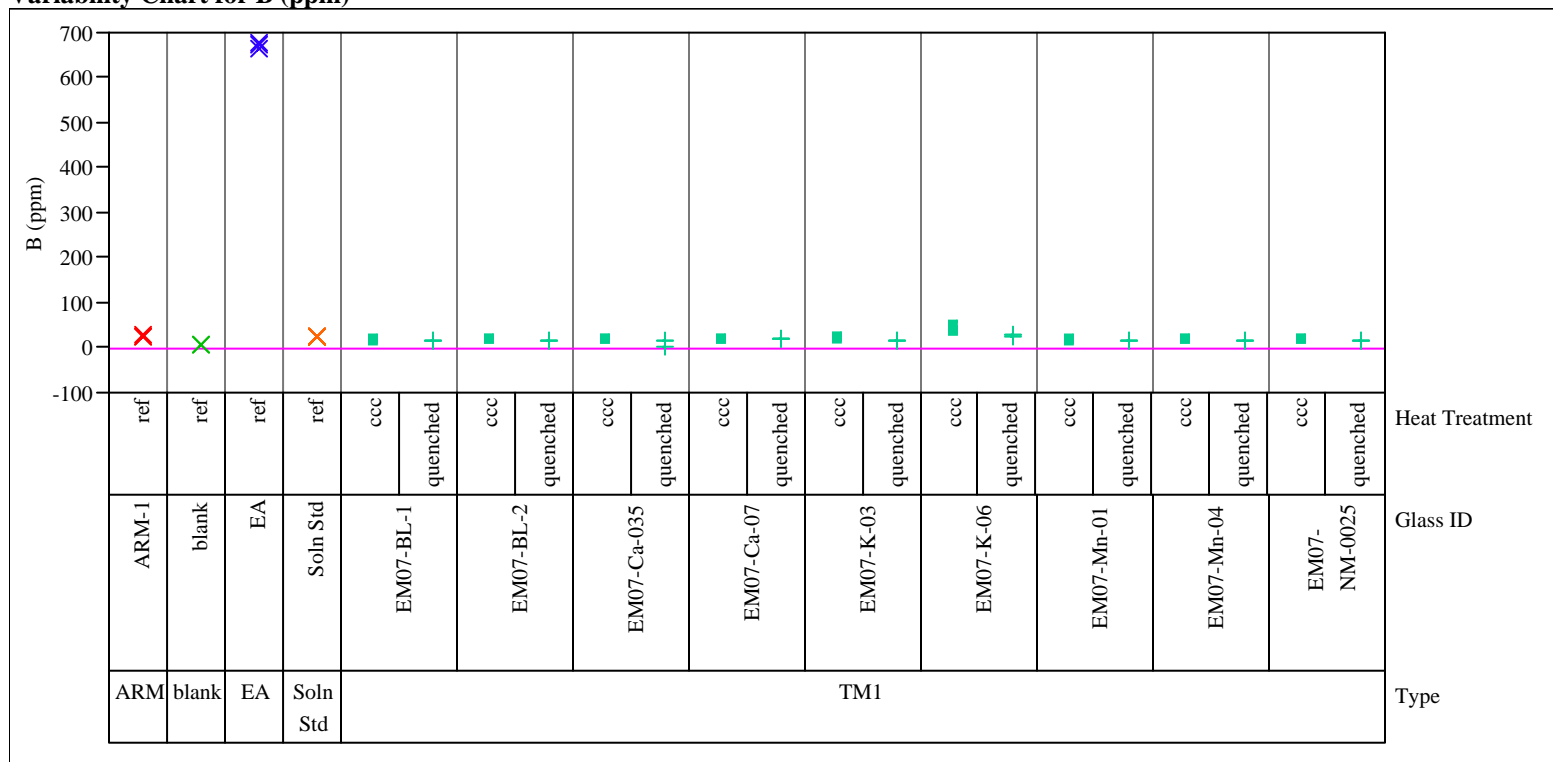 Variability Chart for B (ppm)
B (ppm)
700
600
500
400
300
200
100
0
-100
ref
ref
ref
ref
ccc
quenched
ccc
quenched
ccc
quenched
ccc
quenched
ccc
quenched
ccc
quenched
ccc
quenched
ccc
quenched
ccc
quenched
Heat Treatment
ARM-1
blank
EA
Soln Std
EM07-BL-1
EM07-BL-2
EM07-Ca-035
EM07-Ca-07
EM07-K-03
EM07-K-06
EM07-Mn-01
EM07-Mn-04
EM07-
NM-0025
Glass ID
ARM
blank
EA
Soln
Std
TM1
Type